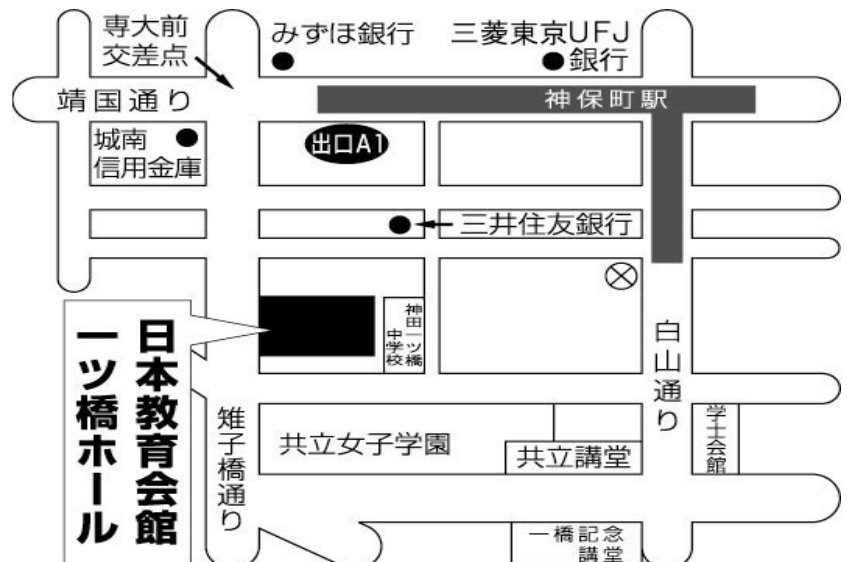 専大前
交差点
みずほ銀行
三菱東京UFJ
銀行
靖国通り
神保町駅
城南
信用金庫
出口A1
三井住友銀行
神田一ツ橋
中学校
白山通り
日本教育会館
一ツ橋ホール
雉子橋通り
共立女子学園
共立講堂
学士会館
一橋記念
講堂